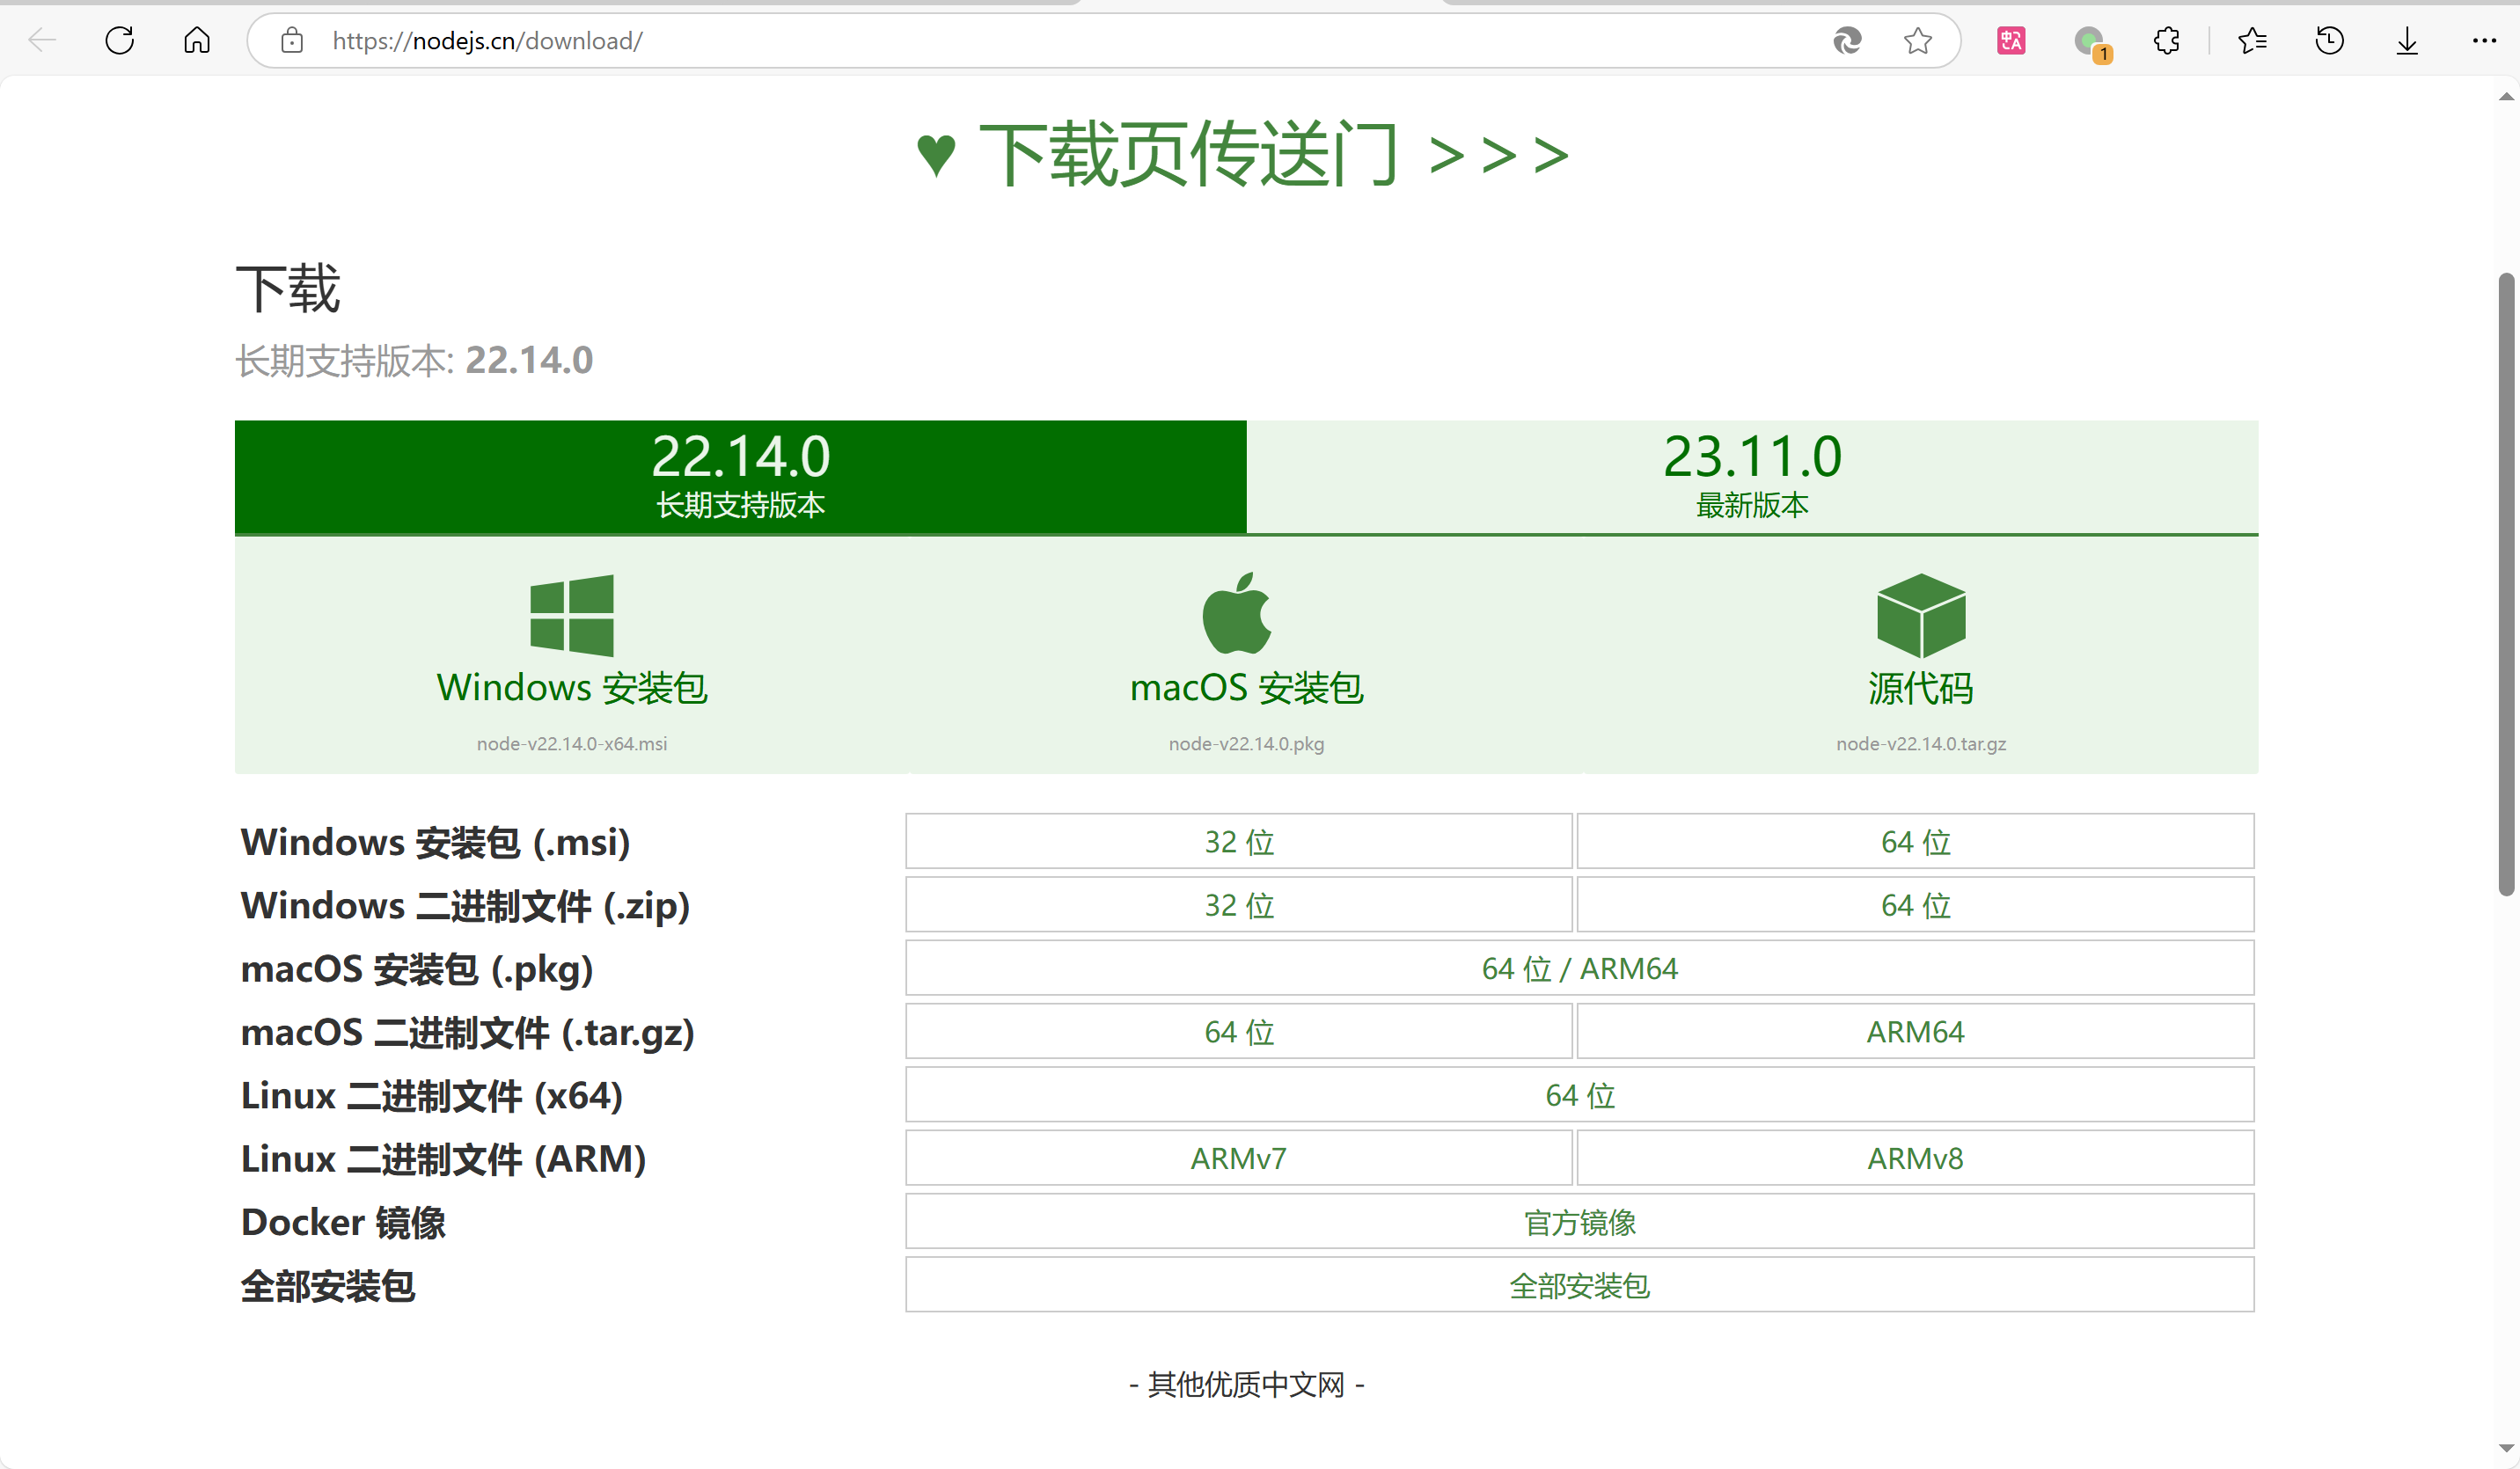 https://nodejs.cn/download/
1
♥ 下载页传送门 >>>
下载
长期支持版本: 22.14.0
22.14.0
长期支持版本
23.11.0
最新版本
Windows 安装包
node-v22.14.0-x64.msi
macOS 安装包
node-v22.14.0.pkg
源代码
node-v22.14.0.tar.gz
Windows 安装包 (.msi) 32 位 64 位
Windows 二进制文件 (.zip) 32 位 64 位
macOS 安装包 (.pkg) 64 位 / ARM64
macOS 二进制文件 (.tar.gz) 64 位 ARM64
Linux 二进制文件 (x64) 64 位
Linux 二进制文件 (ARM) ARMv7 ARMv8
Docker 镜像 官方镜像
全部安装包 全部安装包
- 其他优质中文网 -